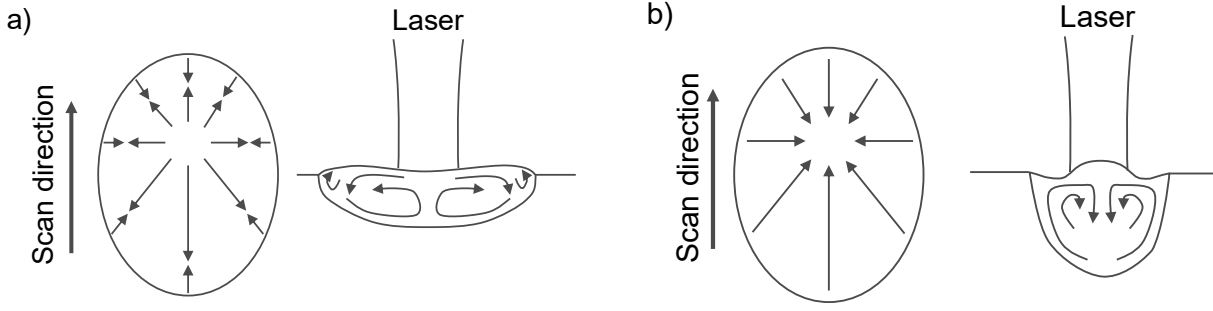 a)
Laser
Scan direction
b)
Laser
Scan direction